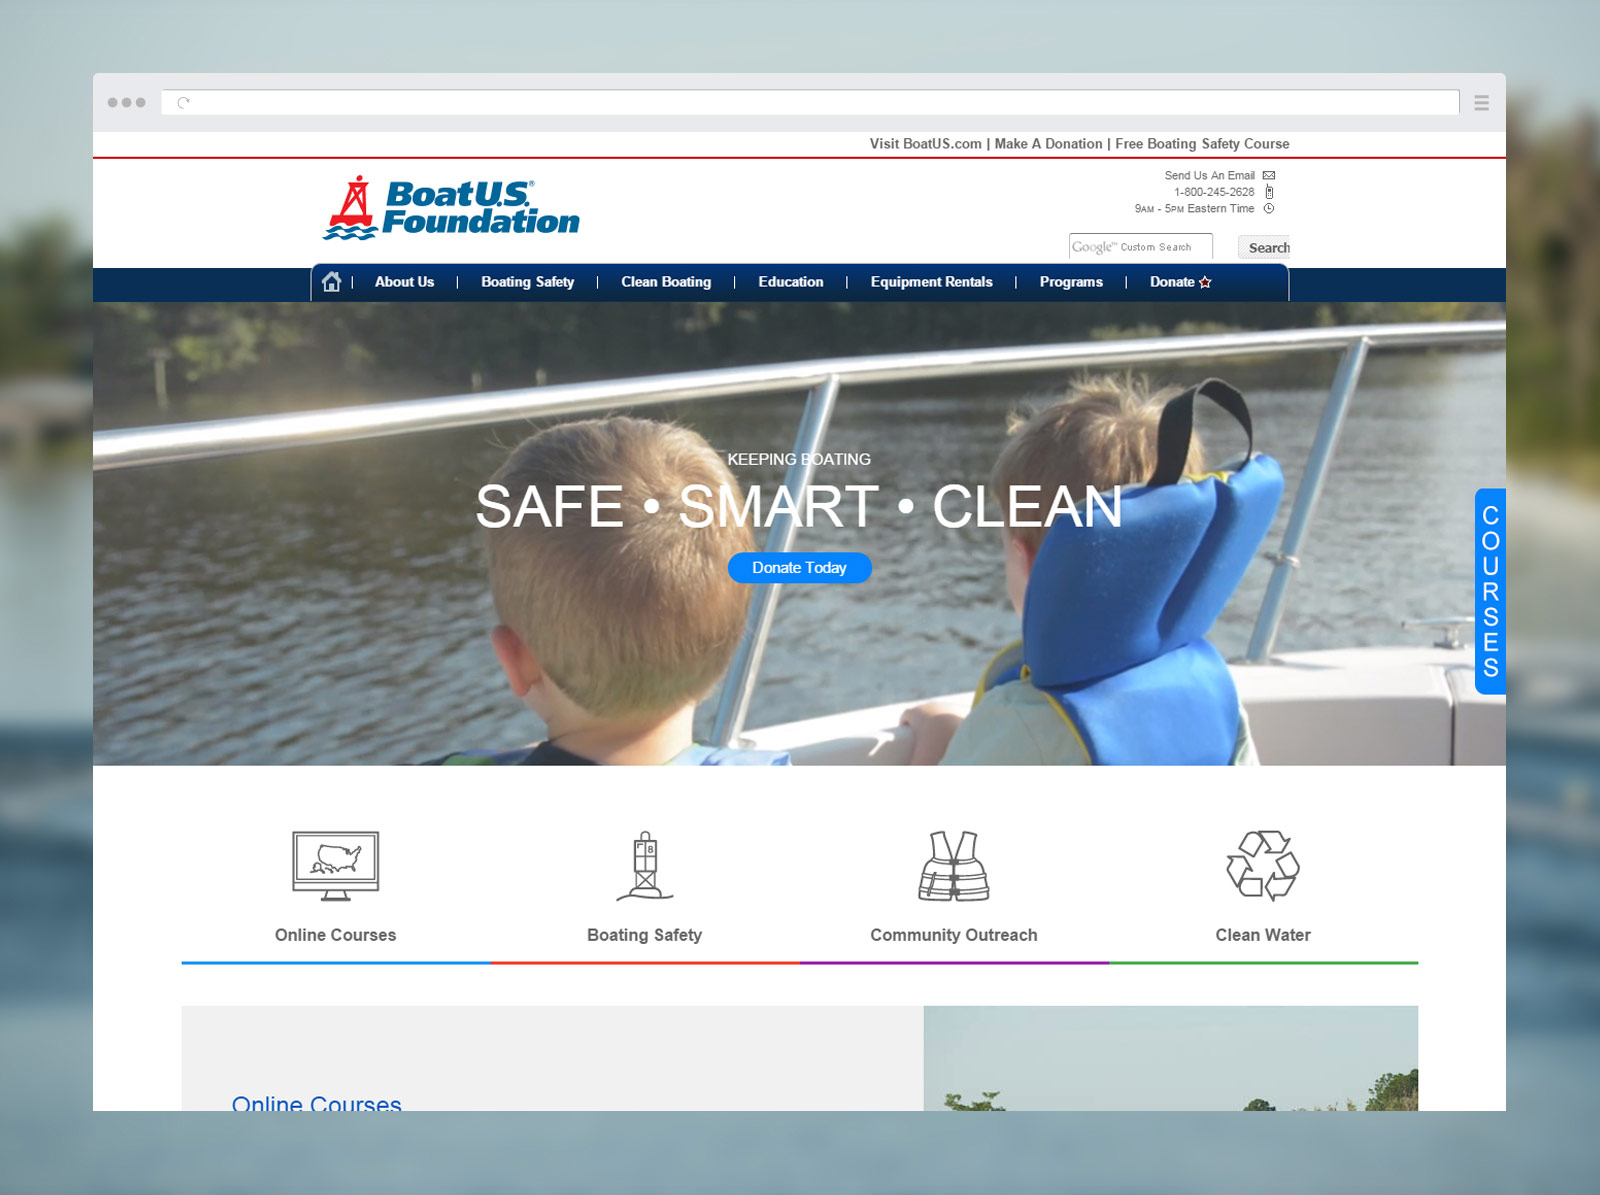 Visit BoatUS.com | Make A Donation | Free Boating Safety Course
BoatU.S.®
Foundation
Send Us An Email
1-800-245-2628
9AM - 5PM Eastern Time
Google™ Custom Search
Search
About Us | Boating Safety | Clean Boating | Education | Equipment Rentals | Programs | Donate
KEEPING BOATING
SAFE • SMART • CLEAN
Donate Today
COURSES
8
Online Courses
Boating Safety
Community Outreach
Clean Water
Online Courses